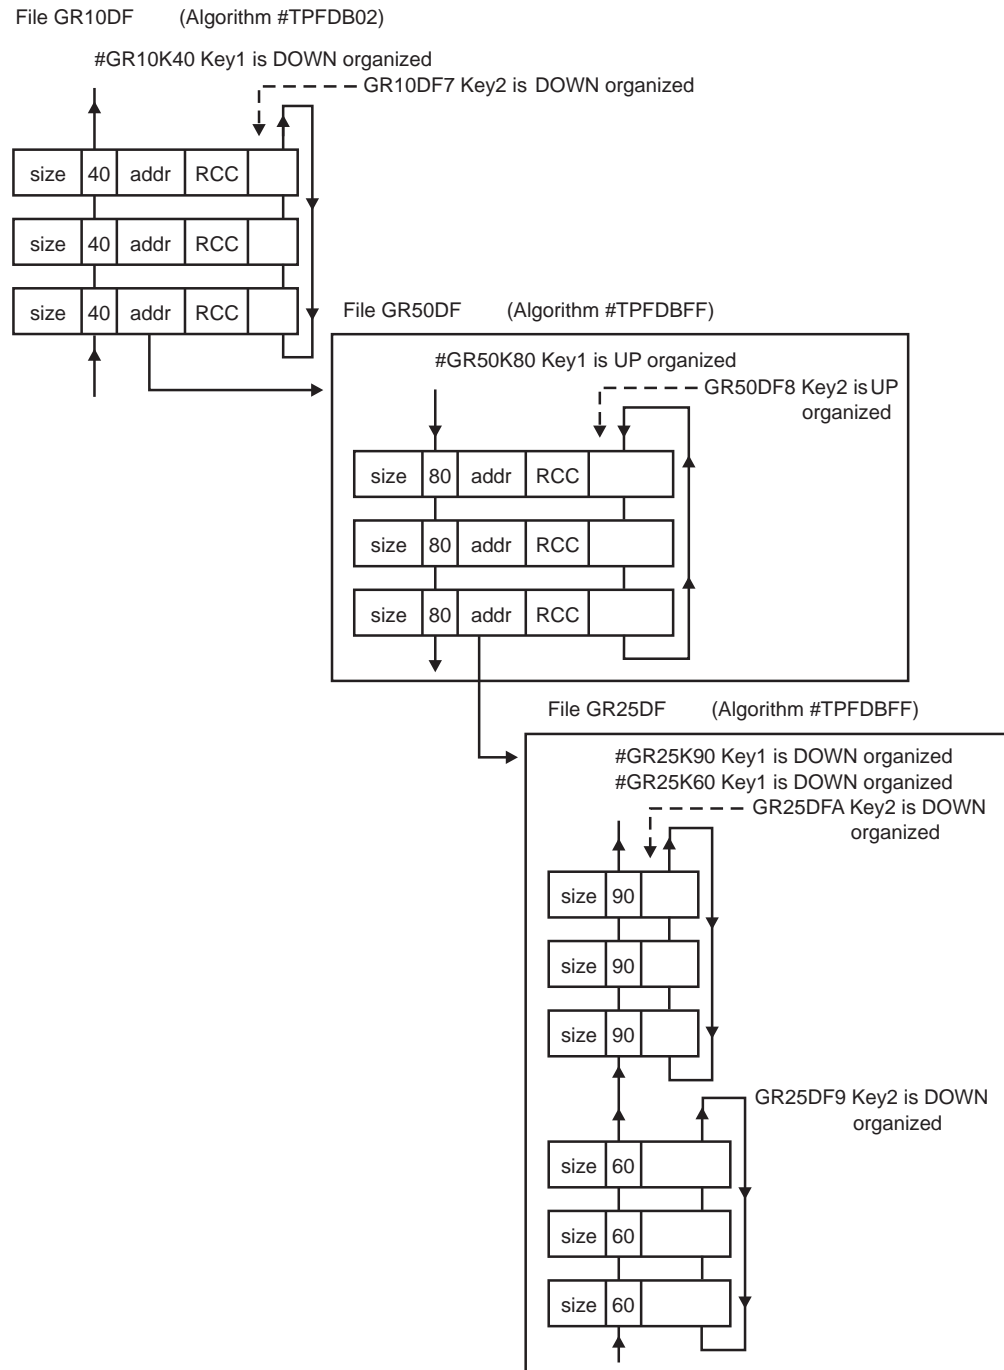 File GR10DF (Algorithm #TPFDB02)
#GR10K40 Key1 is DOWN organized
GR10DF7 Key2 is DOWN organized
size 40 addr RCC
size 40 addr RCC
size 40 addr RCC
File GR50DF (Algorithm #TPFDBFF)
#GR50K80 Key1 is UP organized
GR50DF8 Key2 is UP
organized
size 80 addr RCC
size 80 addr RCC
size 80 addr RCC
File GR25DF (Algorithm #TPFDBFF)
#GR25K90 Key1 is DOWN organized
#GR25K60 Key1 is DOWN organized
GR25DFA Key2 is DOWN
organized
size 90
size 90
size 90
GR25DF9 Key2 is DOWN
organized
size 60
size 60
size 60